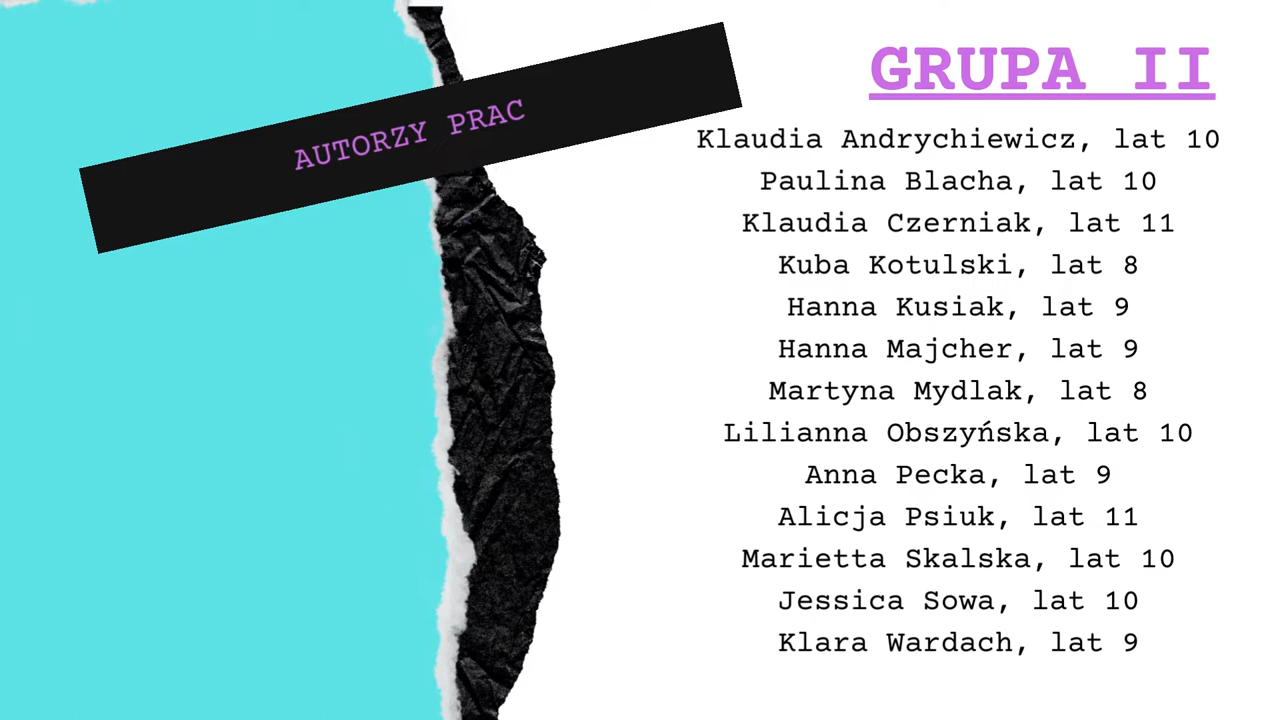 AUTORZY PRAC
GRUPA II
Klaudia Andrychiewicz, lat 10
Paulina Blacha, lat 10
Klaudia Czerniak, lat 11
Kuba Kotulski, lat 8
Hanna Kusiak, lat 9
Hanna Majcher, lat 9
Martyna Mydlak, lat 8
Lilianna Obszyńska, lat 10
Anna Pecka, lat 9
Alicja Psiuk, lat 11
Marietta Skalska, lat 10
Jessica Sowa, lat 10
Klara Wardach, lat 9